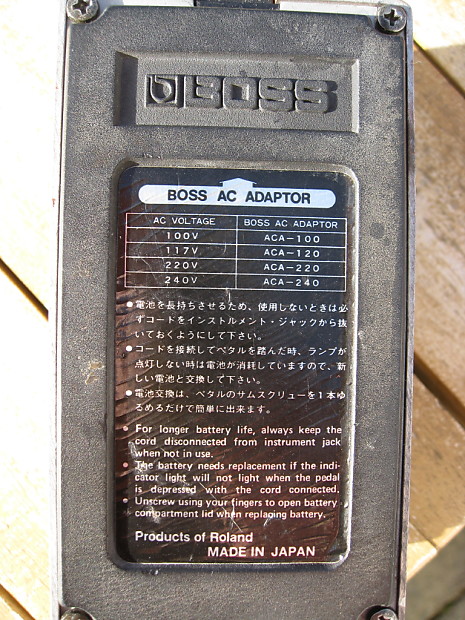 BOSS
BOSS AC ADAPTOR
AC VOLTAGE BOSS AC ADAPTOR
100V ACA-100
117V ACA-120
220V ACA-220
240V ACA-240
●電池を長持ちさせるため、使用しないときは必
ずコードをインストルメント・ジャックから抜
いておくようにして下さい。
●コードを接続してペタルを踏んだ時、ランプが
点灯しない時は電池が消耗していますので、新
しい電池と交換して下さい。
●電池交換は、ペタルのサムスクリューを1本ゆ
るめるだけで簡単に出来ます。
• For longer battery life, always keep the
cord disconnected from instrument jack
when not in use.
• The battery needs replacement if the indi-
cator light will not light when the pedal
is depressed with the cord connected.
• Unscrew using your fingers to open battery
compartment lid when replacing battery.
Products of Roland
MADE IN JAPAN